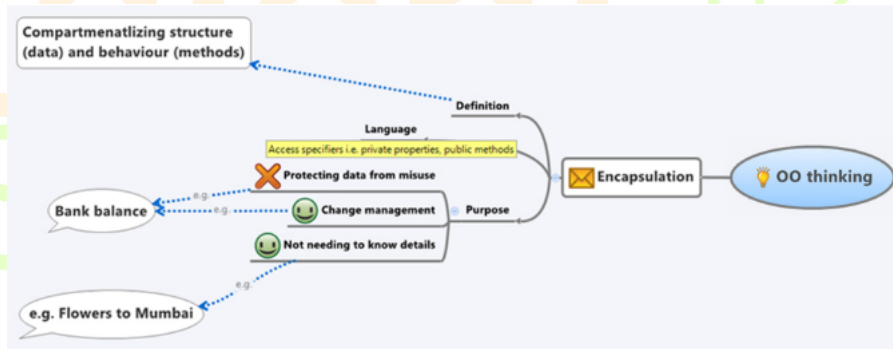 Compartmenatlizing structure
(data) and behaviour (methods)
Definition
Language
Access specifiers i.e. private properties, public methods
Protecting data from misuse
Encapsulation
OO thinking
e.g.
Bank balance
e.g.
Change management
Purpose
Not needing to know details
e.g.
e.g. Flowers to Mumbai